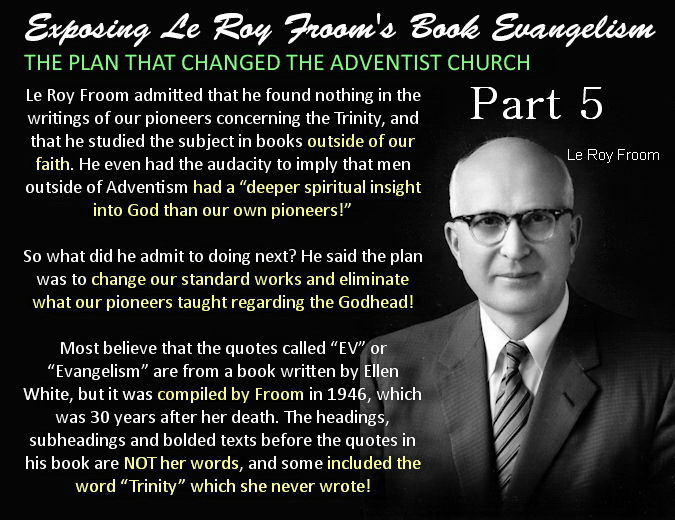 Exposing Le Roy Froom's Book Evangelism
THE PLAN THAT CHANGED THE ADVENTIST CHURCH
Part 5
Le Roy Froom
Le Roy Froom admitted that he found nothing in the
writings of our pioneers concerning the Trinity, and
that he studied the subject in books outside of our
faith. He even had the audacity to imply that men
outside of Adventism had a “deeper spiritual insight
into God than our own pioneers!”
So what did he admit to doing next? He said the plan
was to change our standard works and eliminate
what our pioneers taught regarding the Godhead!
Most believe that the quotes called “EV” or
“Evangelism” are from a book written by Ellen
White, but it was compiled by Froom in 1946, which
was 30 years after her death. The headings,
subheadings and bolded texts before the quotes in
his book are NOT her words, and some included the
word “Trinity” which she never wrote!